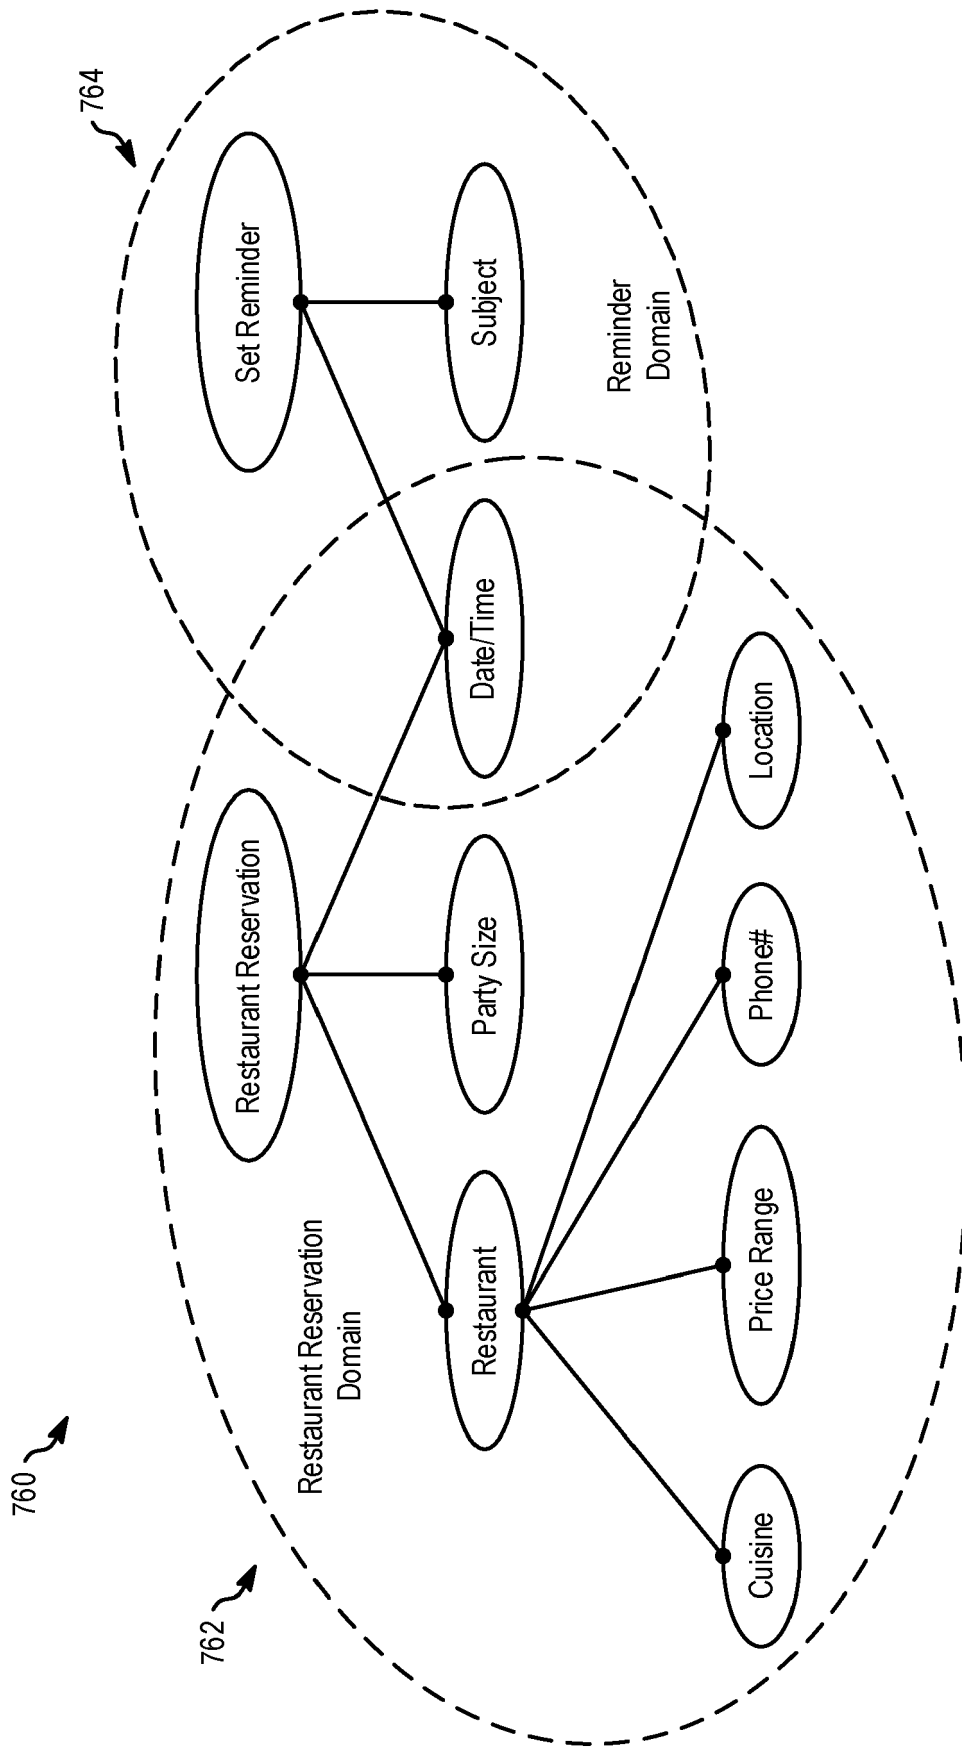 760
762
764
Restaurant Reservation
Set Reminder
Restaurant Reservation
Domain
Restaurant
Party Size
Date/Time
Subject
Reminder
Domain
Cuisine
Price Range
Phone#
Location